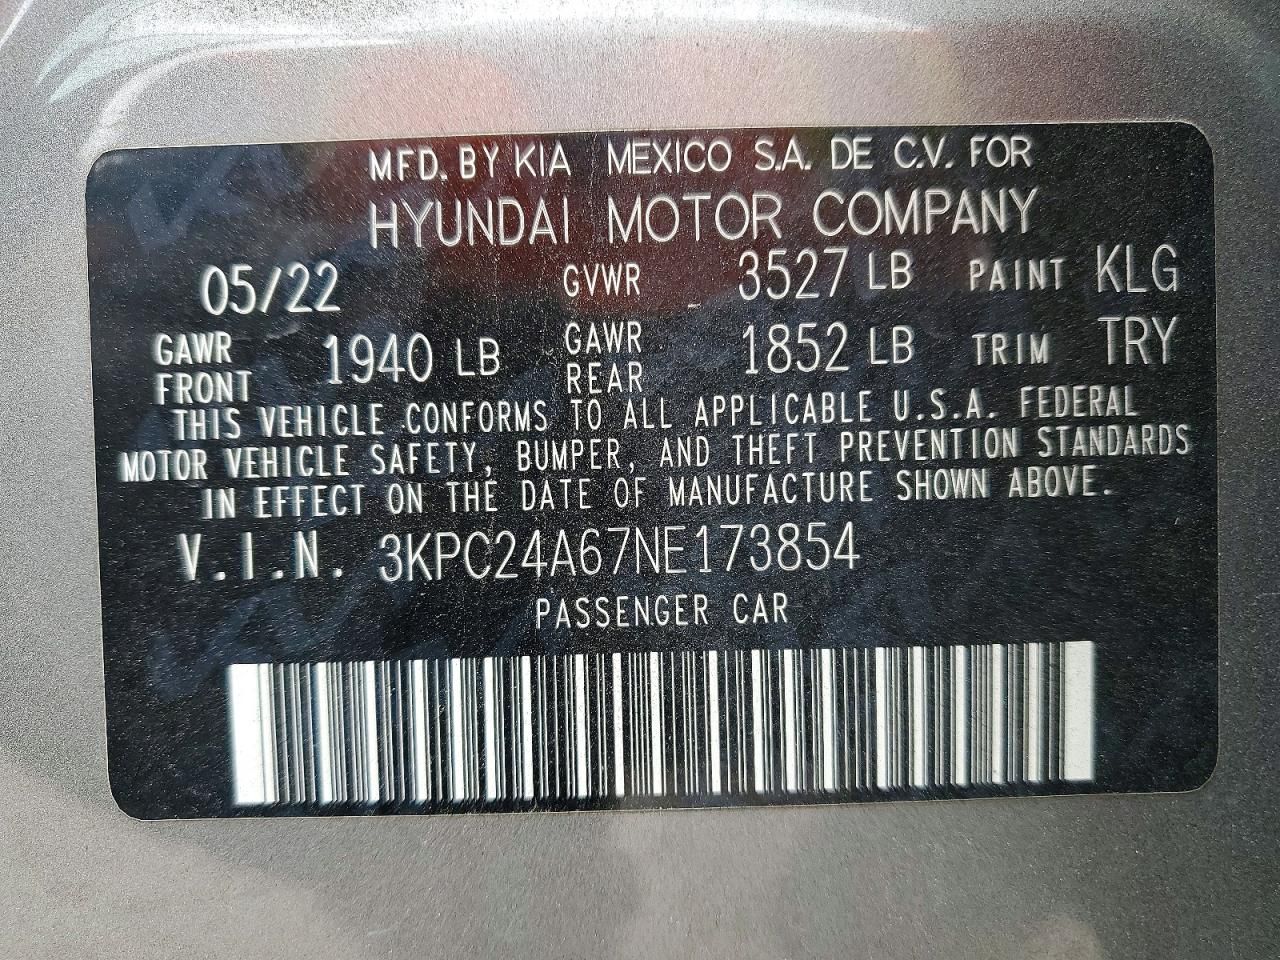 MFD. BY KIA MEXICO S.A. DE C.V. FOR
HYUNDAI MOTOR COMPANY
05/22 GVWR 3527 LB PAINT KLG
GAWR FRONT 1940 LB GAWR REAR 1852 LB TRIM TRY
THIS VEHICLE CONFORMS TO ALL APPLICABLE U.S.A. FEDERAL
MOTOR VEHICLE SAFETY, BUMPER, AND THEFT PREVENTION STANDARDS
IN EFFECT ON THE DATE OF MANUFACTURE SHOWN ABOVE.
V.I.N. 3KPC24A67NE173854
PASSENGER CAR